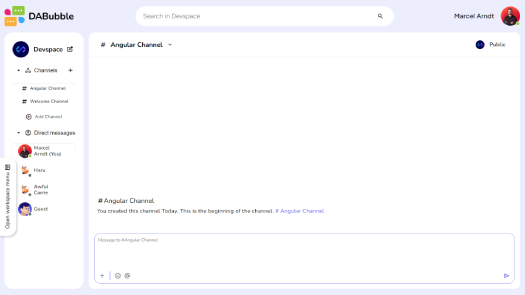 DABubble
Search in Devspace
Marcel Arndt
Devspace
Channels
# Angular Channel
# Welcome Channel
Add Channel
Direct messages
Marcel
Arndt (You)
Haru
Awful
Carrie
Guest
Open workspace menu
# Angular Channel
Public
# Angular Channel
You created this channel Today. This is the beginning of the channel. # Angular Channel
Message to #Angular Channel